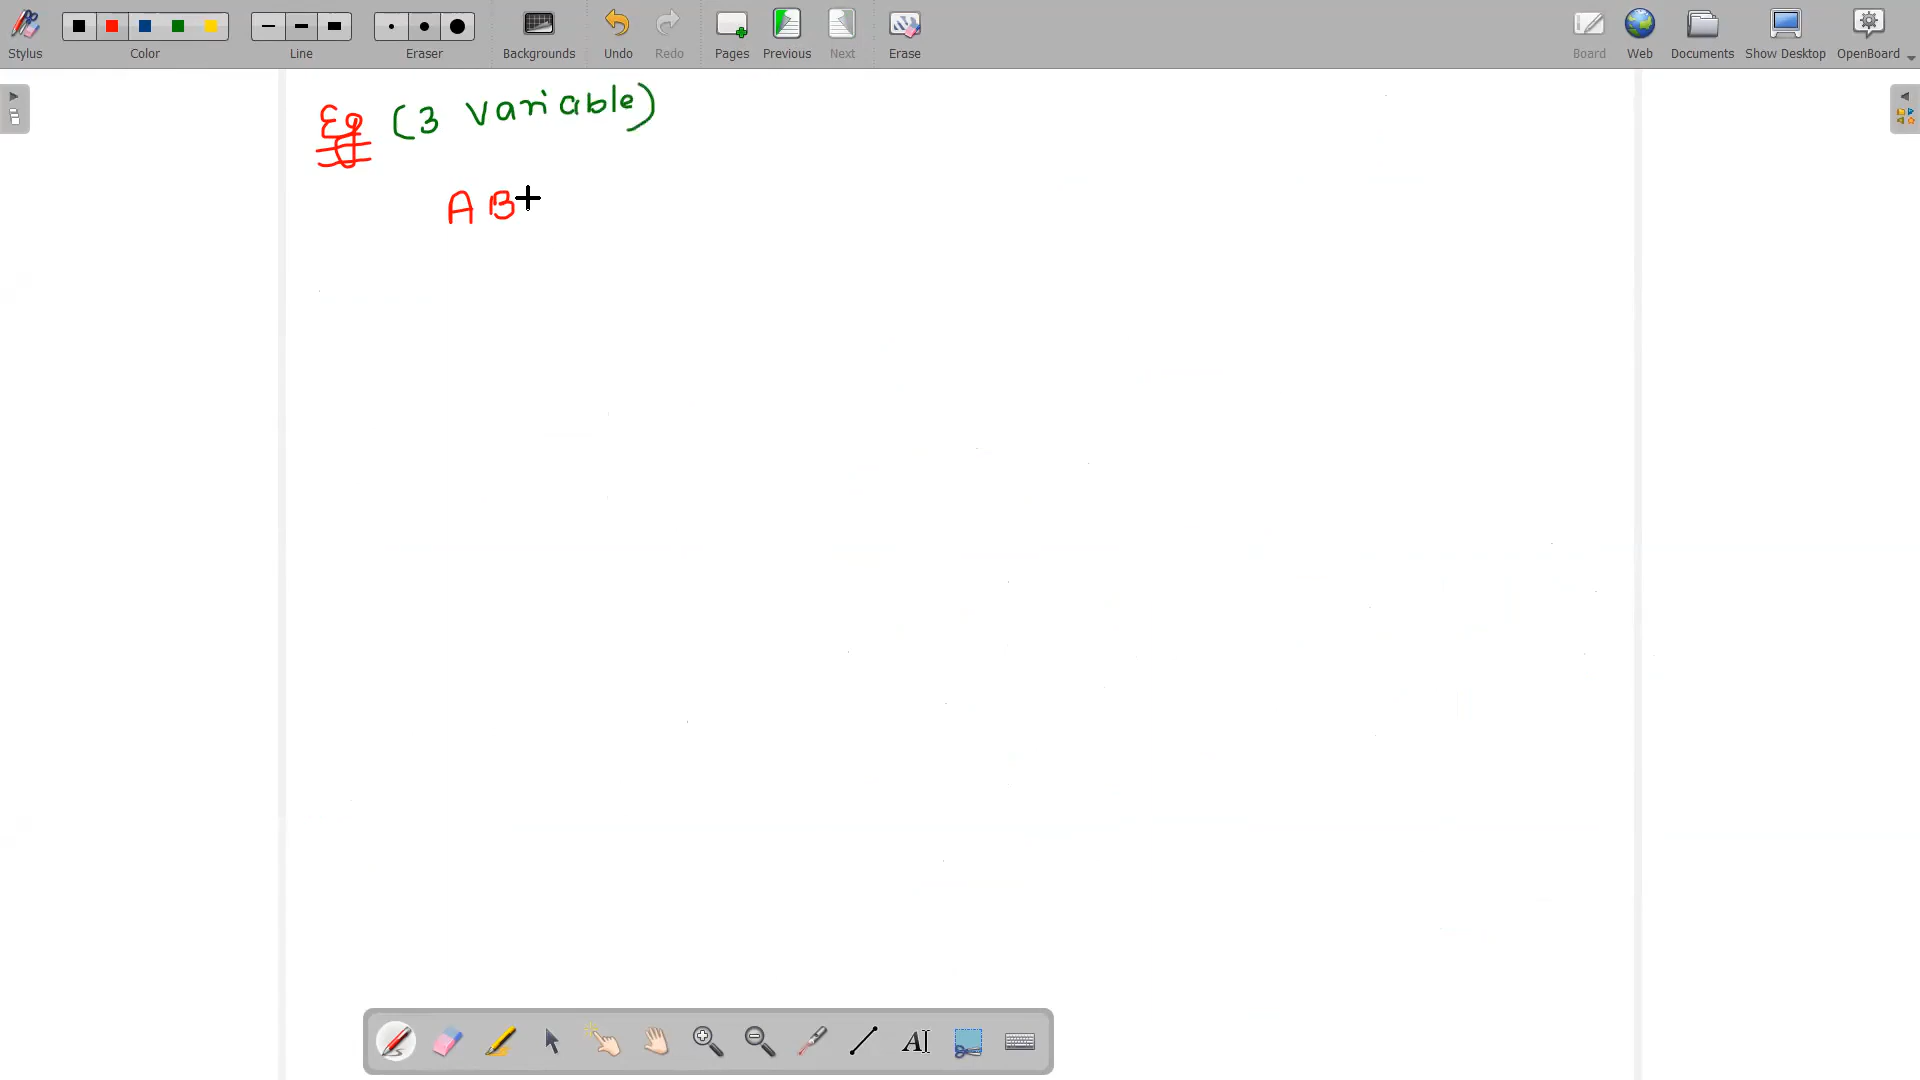 Stylus Color Line Eraser Backgrounds Undo Redo Pages Previous Next Erase Board Web Documents Show Desktop OpenBoard
Eg (3 variable)
A B